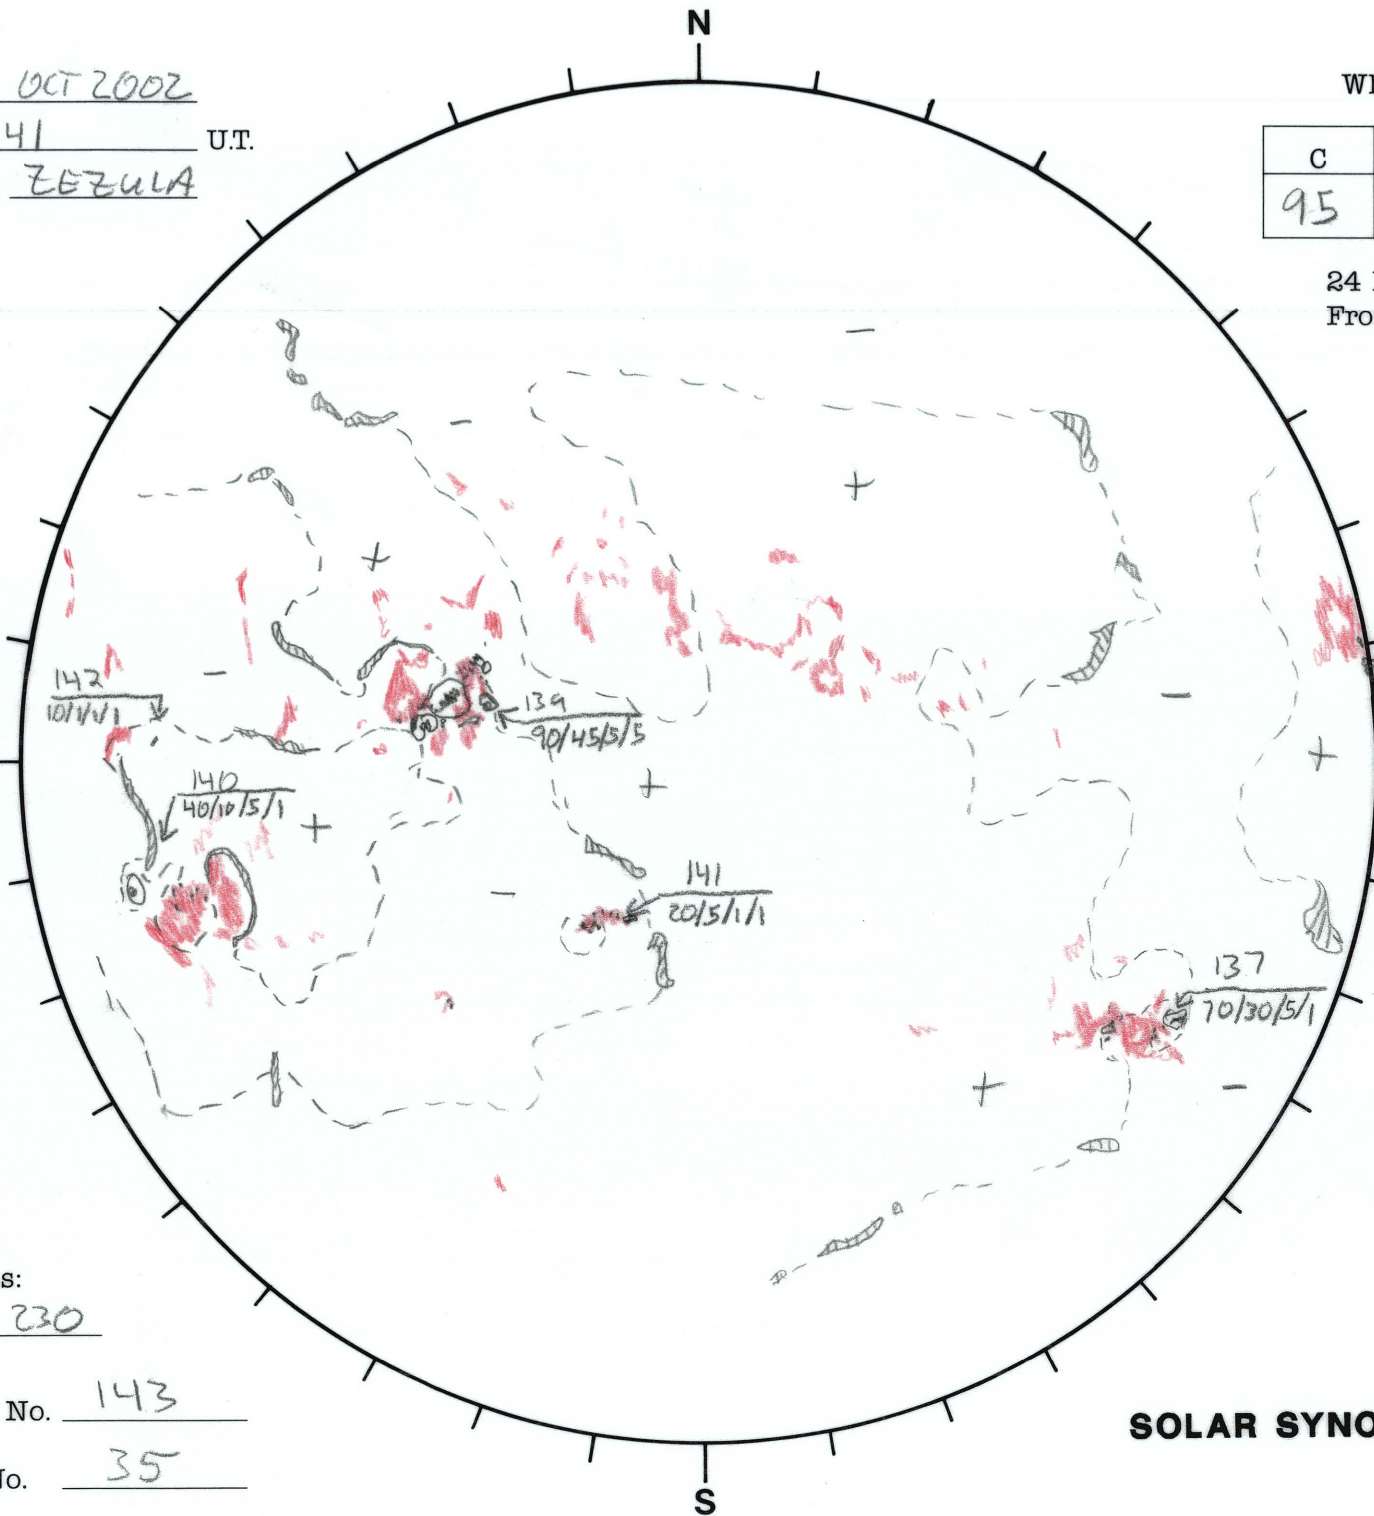 N
OCT 2002
41 U.T.
ZEZULA
C
95
24
Fro
−
−
+
+
142
10/1/1/1
−
139
90/45/5/5
−
+
+
140
40/10/5/1
+
141
20/5/1/1
−
137
70/30/5/1
+
−
s:
230
No. 143
No. 35
SOLAR SYNO
S